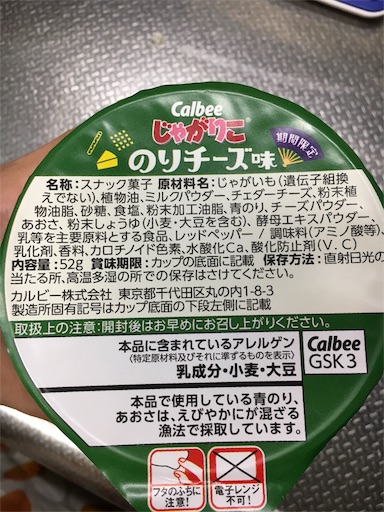 Calbee
じゃがりこ
期間限定
のりチーズ味
名称:スナック菓子 原材料名:じゃがいも(遺伝子組換
えでない)、植物油、ミルクパウダー、チェダーチーズ、粉末植
物油脂、砂糖、食塩、粉末加工油脂、青のり、チーズパウダー、
あおさ、粉末しょうゆ(小麦・大豆を含む)、酵母エキスパウダー、
乳等を主要原料とする食品、レッドペッパー/調味料(アミノ酸等)、
乳化剤、香料、カロチノイド色素、水酸化Ca、酸化防止剤(V.C)
内容量:52g 賞味期限:カップの底面に記載 保存方法:直射日光の
当たる所、高温多湿の所での保存はさけてください。
カルビー株式会社 東京都千代田区丸の内1-8-3
製造所固有記号はカップ底面の下段左側に記載
取扱上の注意:開封後はお早めにお召し上がりください。
本品に含まれているアレルゲン
(特定原材料及びそれに準ずるものを表示)
乳成分・小麦・大豆
Calbee
GSK3
本品で使用している青のり、
あおさは、えびやかにが混ざる
漁法で採取しています。
フタのふちに
注意!
電子レンジ
不可!